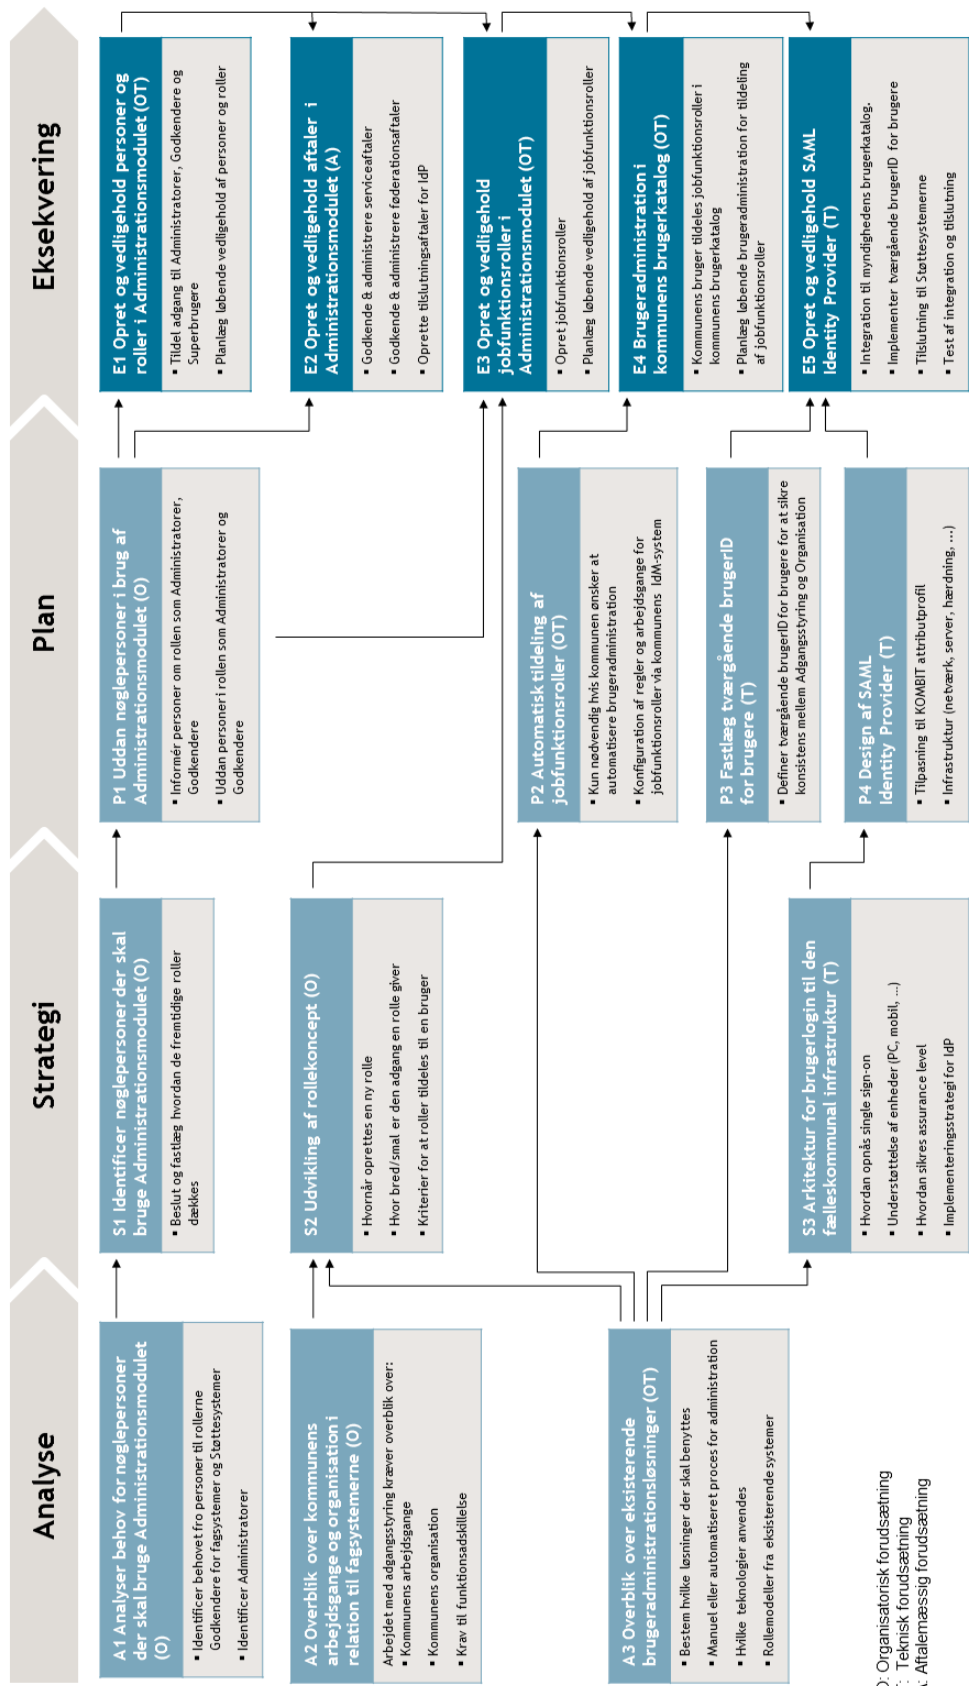 Analyse
Strategi
Plan
Eksekvering
A1 Analyser behov for nøglepersoner
der skal bruge Administrationsmodulet
(O)
▪ Identificer behovet fro personer til rollerne
Godkendere for fagsystemer og Støttesystemer
▪ Identificer Administratorer
S1 Identificer nøglepersoner der skal
bruge Administrationsmodulet (O)
▪ Beslut og fastlæg hvordan de fremtidige roller
dækkes
P1 Uddan nøglepersoner i brug af
Administrationsmodulet (O)
▪ Informér personer om rollen som Administratorer,
Godkendere
▪ Uddan personer i rollen som Administratorer og
Godkendere
E1 Opret og vedligehold personer og
roller i Administrationsmodulet (OT)
▪ Tildel adgang til Administratorer, Godkendere og
Superbrugere
▪ Planlæg løbende vedligehold af personer og roller
A2 Overblik over kommunens
arbejdsgange og organisation i
relation til fagsystemerne (O)
Arbejdet med adgangsstyring kræver overblik over:
▪ Kommunens arbejdsgange
▪ Kommunens organisation
▪ Krav til funktionsadskillelse
S2 Udvikling af rollekoncept (O)
▪ Hvornår oprettes en ny rolle
▪ Hvor bred/smal er den adgang en rolle giver
▪ Kriterier for at roller tildeles til en bruger
E2 Opret og vedligehold aftaler i
Administrationsmodulet (A)
▪ Godkende & administrere serviceaftaler
▪ Godkende & administrere føderationsaftaler
▪ Oprette tilslutningsaftaler for IdP
E3 Opret og vedligehold
jobfunktionsroller i
Administrationsmodulet (OT)
▪ Opret jobfunktionsroller
▪ Planlæg løbende vedligehold af jobfunktionsroller
A3 Overblik over eksisterende
brugeradministrationsløsninger (OT)
▪ Bestem hvilke løsninger der skal benyttes
▪ Manuel eller automatiseret proces for administration
▪ Hvilke teknologier anvendes
▪ Rollemodeller fra eksisterende systemer
P2 Automatisk tildeling af
jobfunktionsroller (OT)
▪ Kun nødvendig hvis kommunen ønsker at
automatisere brugeradministration
▪ Konfiguration af regler og arbejdsgange for
jobfunktionsroller via kommunens IdM-system
E4 Brugeradministration i
kommunens brugerkatalog (OT)
▪ Kommunens bruger tildeles jobfunktionsroller i
kommunens brugerkatalog
▪ Planlæg løbende brugeradministration for tildeling
af jobfunktionsroller
P3 Fastlæg tværgående brugerID
for brugere (T)
▪ Definer tværgående brugerID for brugere for at sikre
konsistens mellem Adgangsstyring og Organisation
S3 Arkitektur for brugerlogin til den
fælleskommunal infrastruktur (T)
▪ Hvordan opnås single sign-on
▪ Understøttelse af enheder (PC, mobil, ...)
▪ Hvordan sikres assurance level
▪ Implementeringsstrategi for IdP
P4 Design af SAML
Identity Provider (T)
▪ Tilpasning til KOMBIT attributprofil
▪ Infrastruktur (netværk, server, hærdning, ...)
E5 Opret og vedligehold SAML
Identity Provider (T)
▪ Integration til myndighedens brugerkatalog.
▪ Implementer tværgående brugerID for brugere
▪ Tilslutning til Støttesystemerne
▪ Test af integration og tilslutning
O: Organisatorisk forudsætning
: Teknisk forudsætning
: Aftalemæssig forudsætning